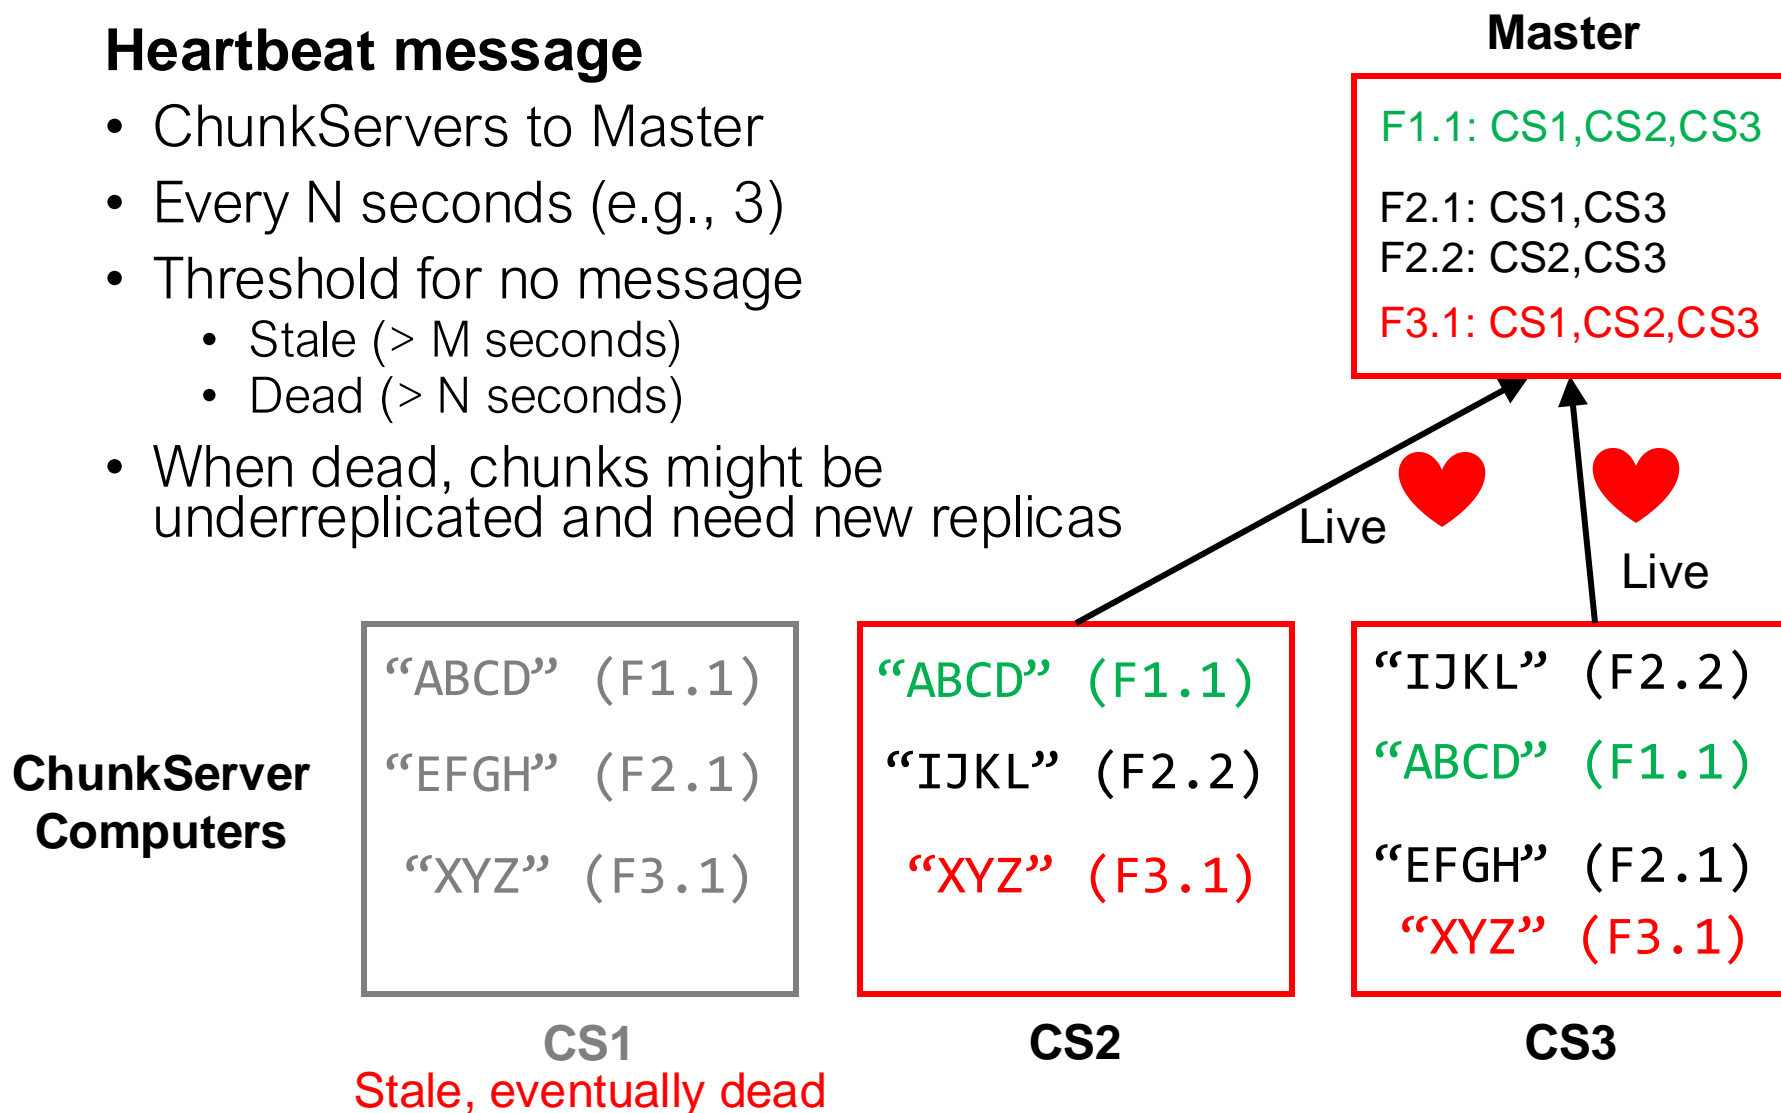 Heartbeat message
• ChunkServers to Master
• Every N seconds (e.g., 3)
• Threshold for no message
• Stale (> M seconds)
• Dead (> N seconds)
• When dead, chunks might be
underreplicated and need new replicas
Master
F1.1: CS1,CS2,CS3
F2.1: CS1,CS3
F2.2: CS2,CS3
F3.1: CS1,CS2,CS3
Live
Live
ChunkServer
Computers
“ABCD” (F1.1)
“EFGH” (F2.1)
“XYZ” (F3.1)
CS1
Stale, eventually dead
“ABCD” (F1.1)
“IJKL” (F2.2)
“XYZ” (F3.1)
CS2
“IJKL” (F2.2)
“ABCD” (F1.1)
“EFGH” (F2.1)
“XYZ” (F3.1)
CS3